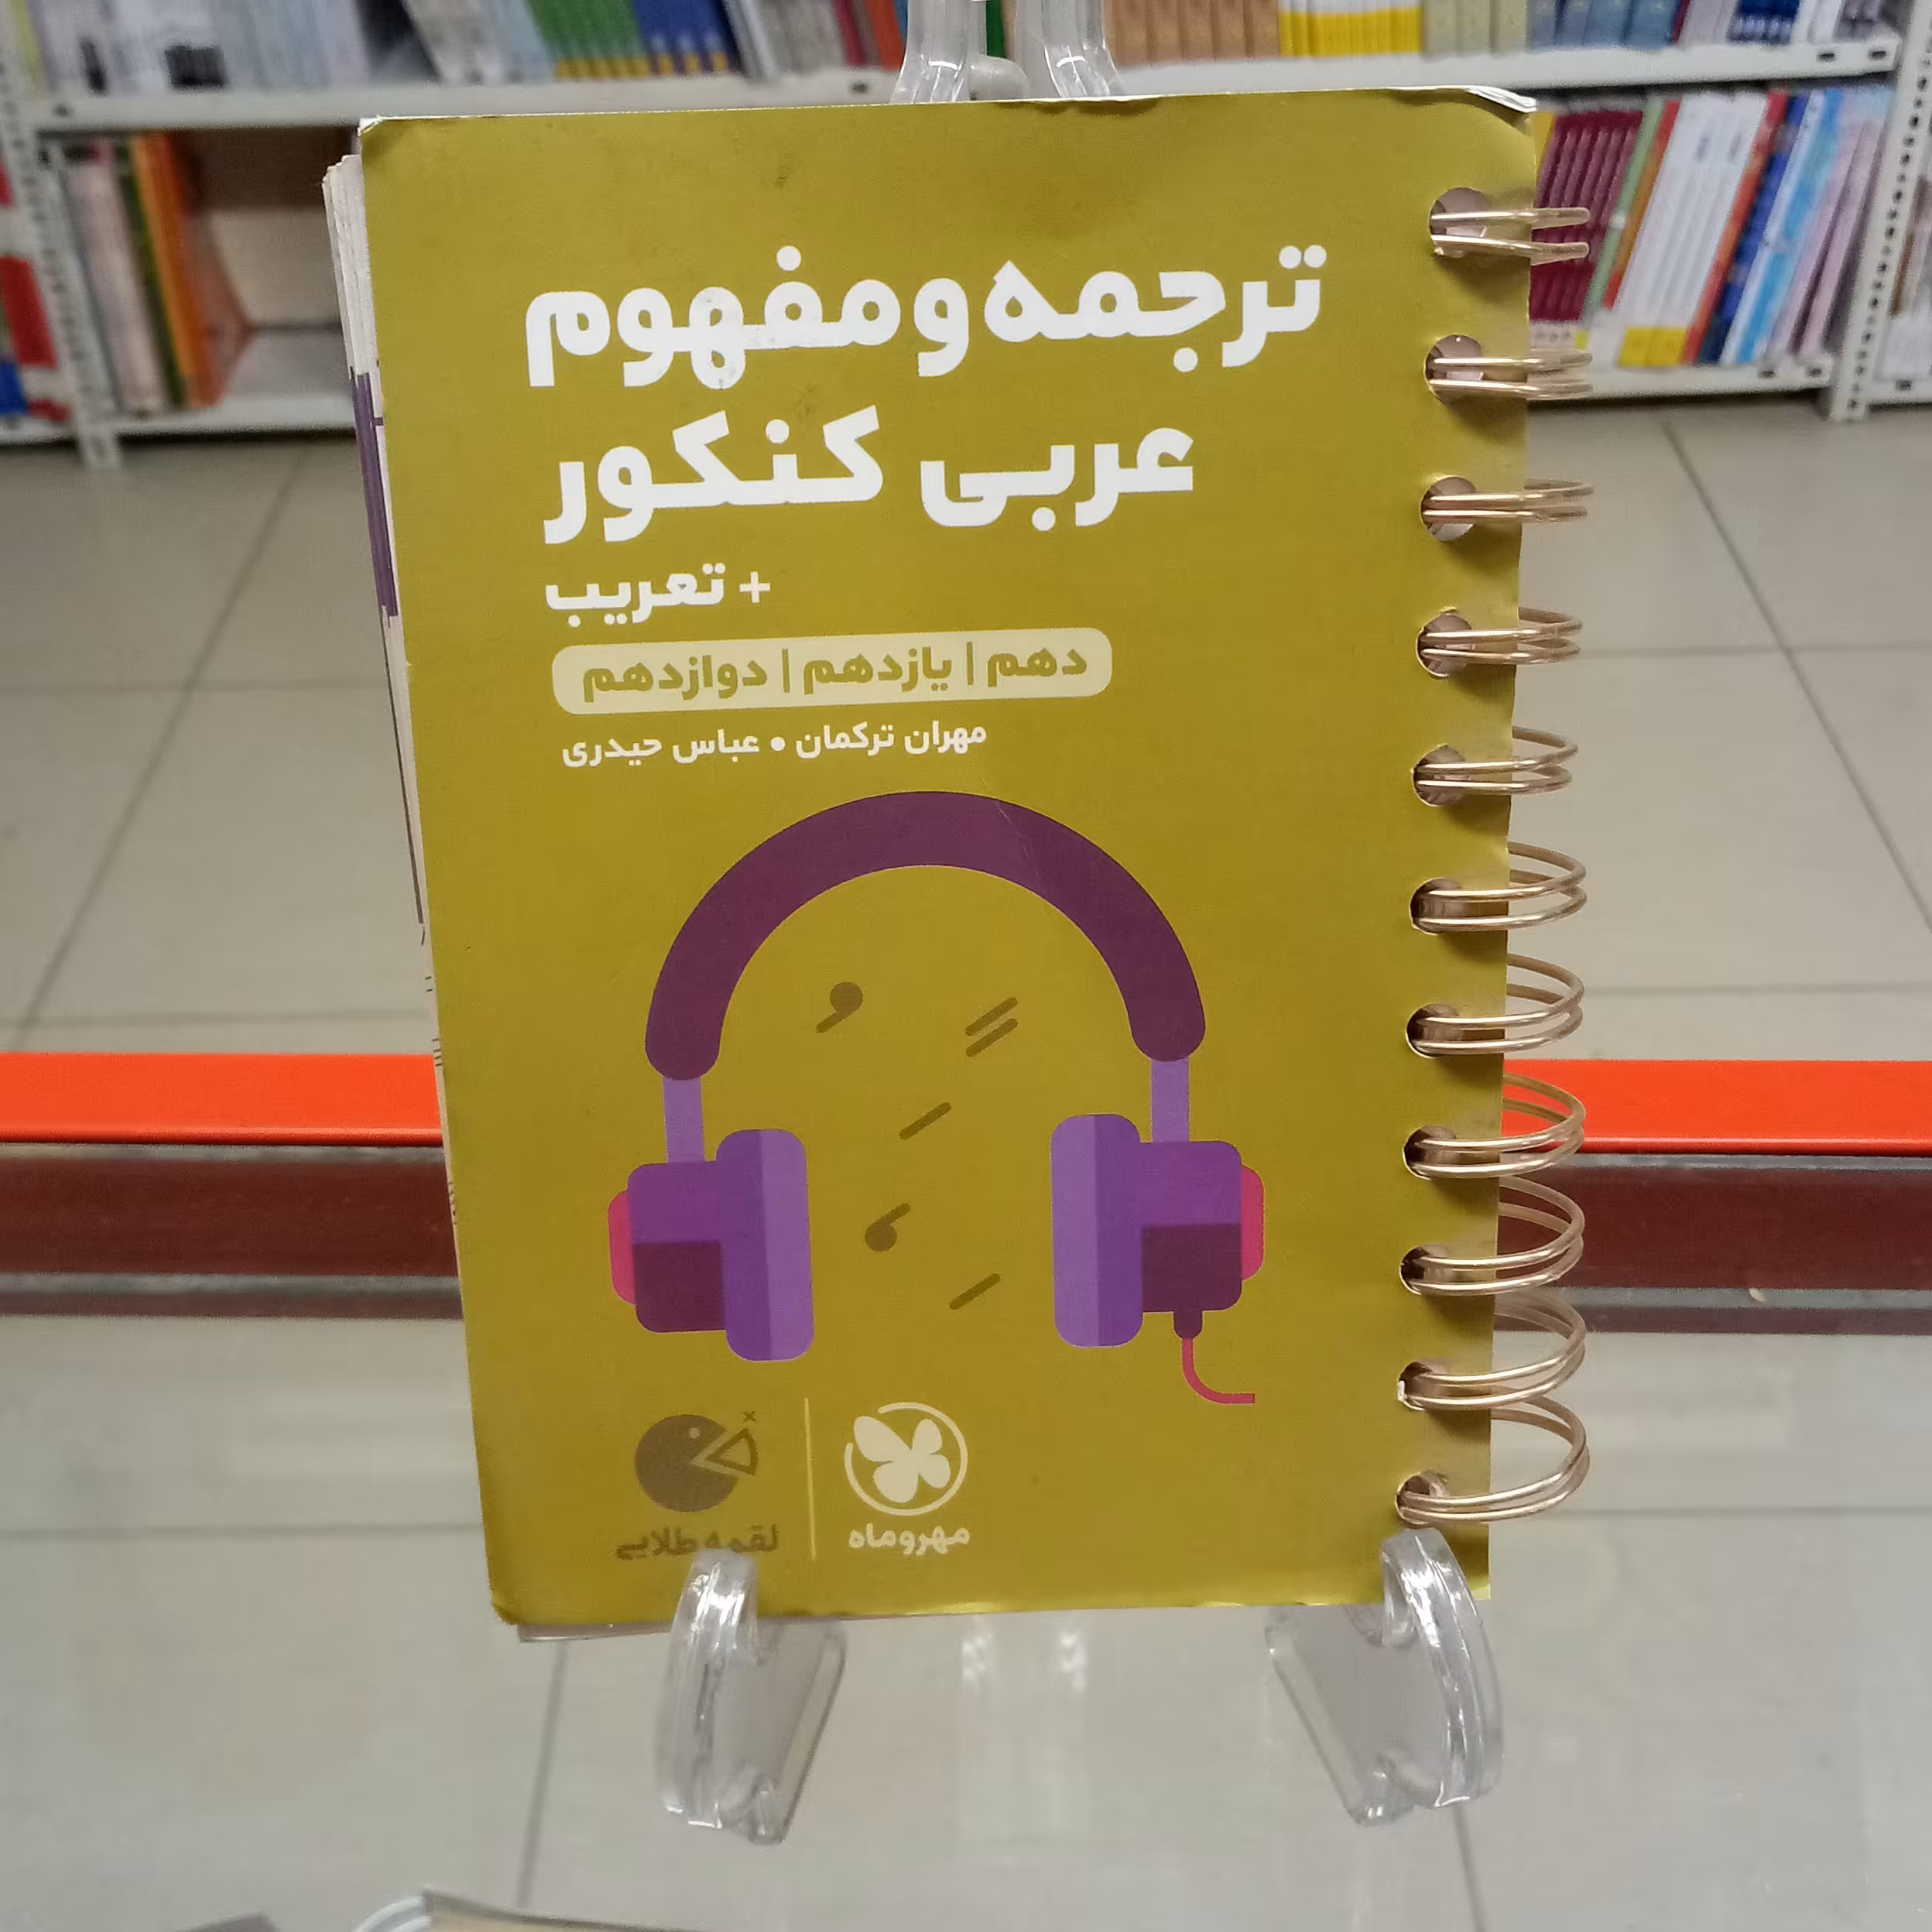 ترجمه و مفهوم
عربی کنکور
+ تعریب
دهم | یازدهم | دوازدهم
مهران ترکمان • عباس حیدری
مهروماه
لقمه طلایی